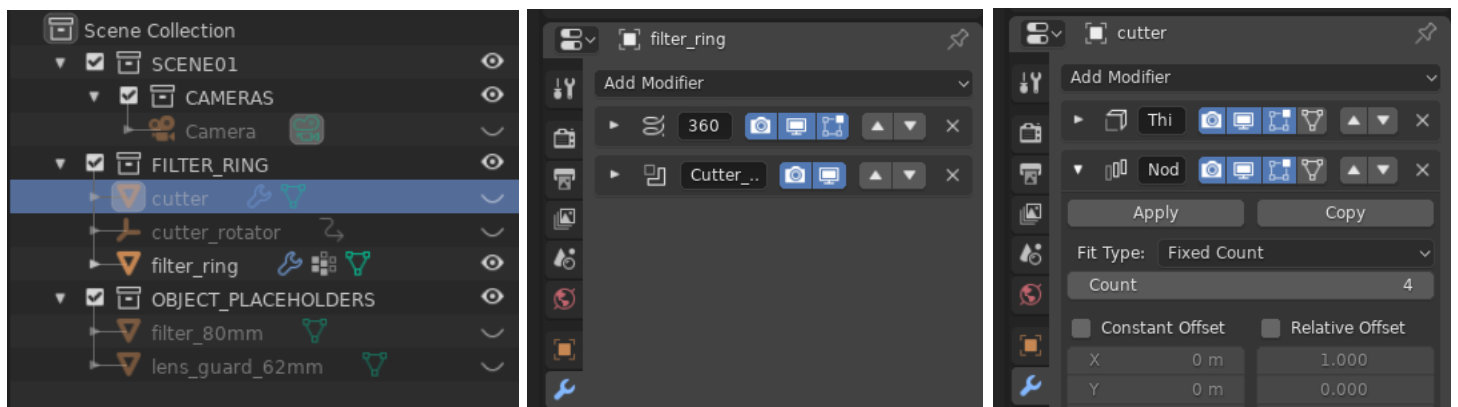 Scene Collection
SCENE01
CAMERAS
Camera
FILTER_RING
cutter
cutter_rotator
filter_ring
OBJECT_PLACEHOLDERS
filter_80mm
lens_guard_62mm
filter_ring
Add Modifier
360
Cutter_..
cutter
Add Modifier
Thi
Nod
Apply Copy
Fit Type: Fixed Count
Count 4
Constant Offset Relative Offset
X 0 m 1.000
Y 0 m 0.000